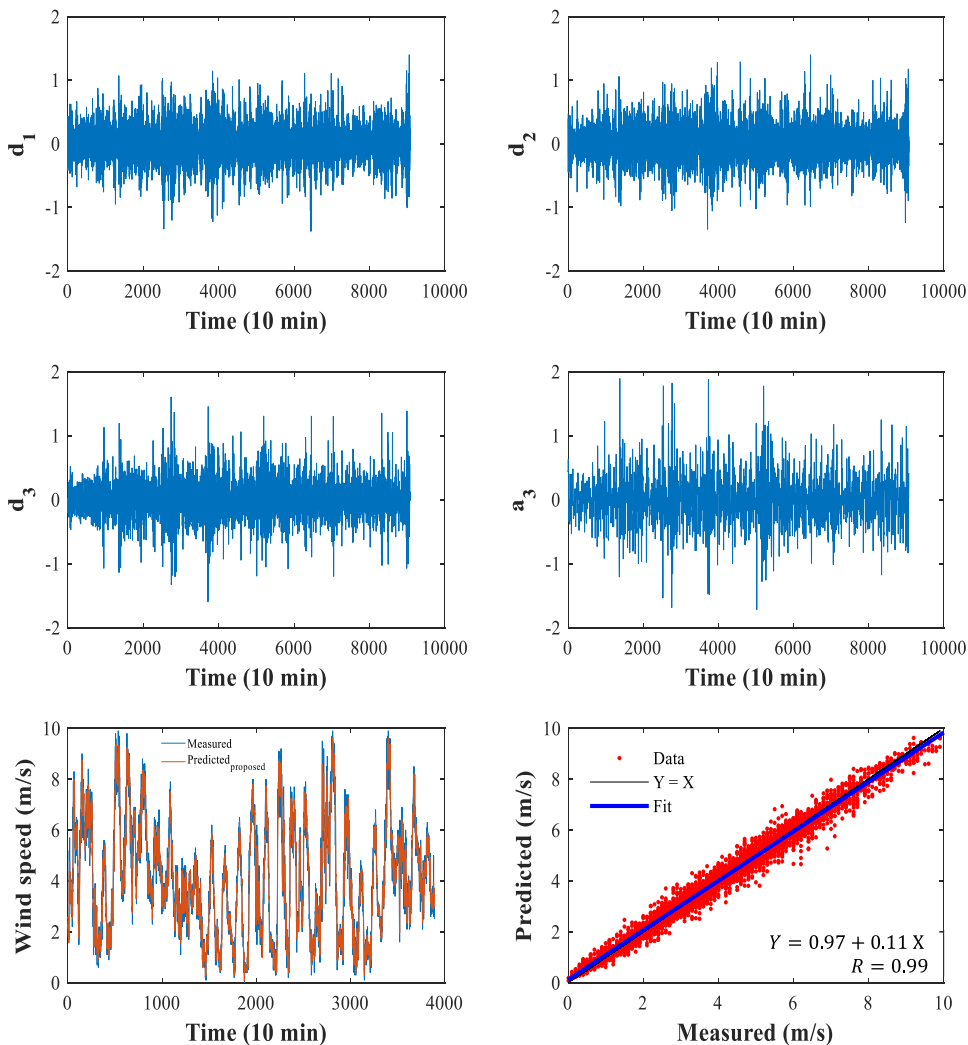 2
1
0
-1
-2
d1
0 2000 4000 6000 8000 10000
Time (10 min)
2
1
0
-1
-2
d2
0 2000 4000 6000 8000 10000
Time (10 min)
2
1
0
-1
-2
d3
0 2000 4000 6000 8000 10000
Time (10 min)
2
1
0
-1
-2
a3
0 2000 4000 6000 8000 10000
Time (10 min)
10
8
6
4
2
0
Wind speed (m/s)
Measured
Predicted proposed
0 1000 2000 3000 4000
Time (10 min)
10
8
6
4
2
0
Predicted (m/s)
Data
Y = X
Fit
Y = 0.97 + 0.11 X
R = 0.99
0 2 4 6 8 10
Measured (m/s)